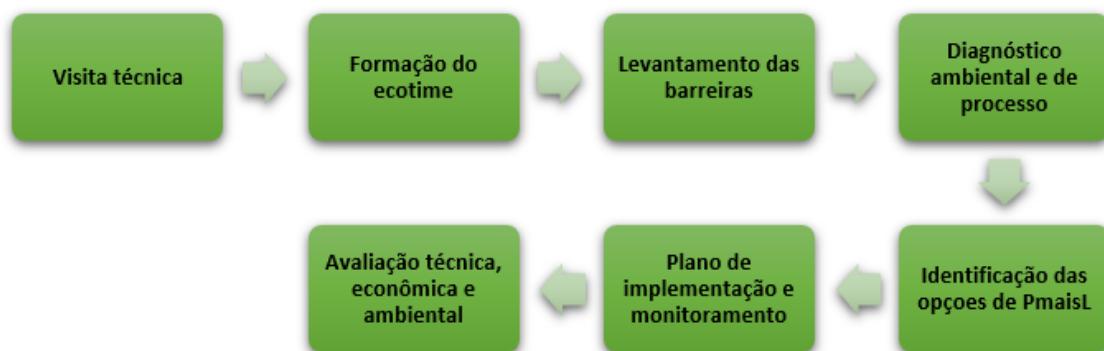 Visita técnica
Formação do
ecotime
Levantamento das
barreiras
Diagnóstico
ambiental e de
processo
Identificação das
opçoes de PmaisL
Plano de
implementação e
monitoramento
Avaliação técnica,
econômica e
ambiental